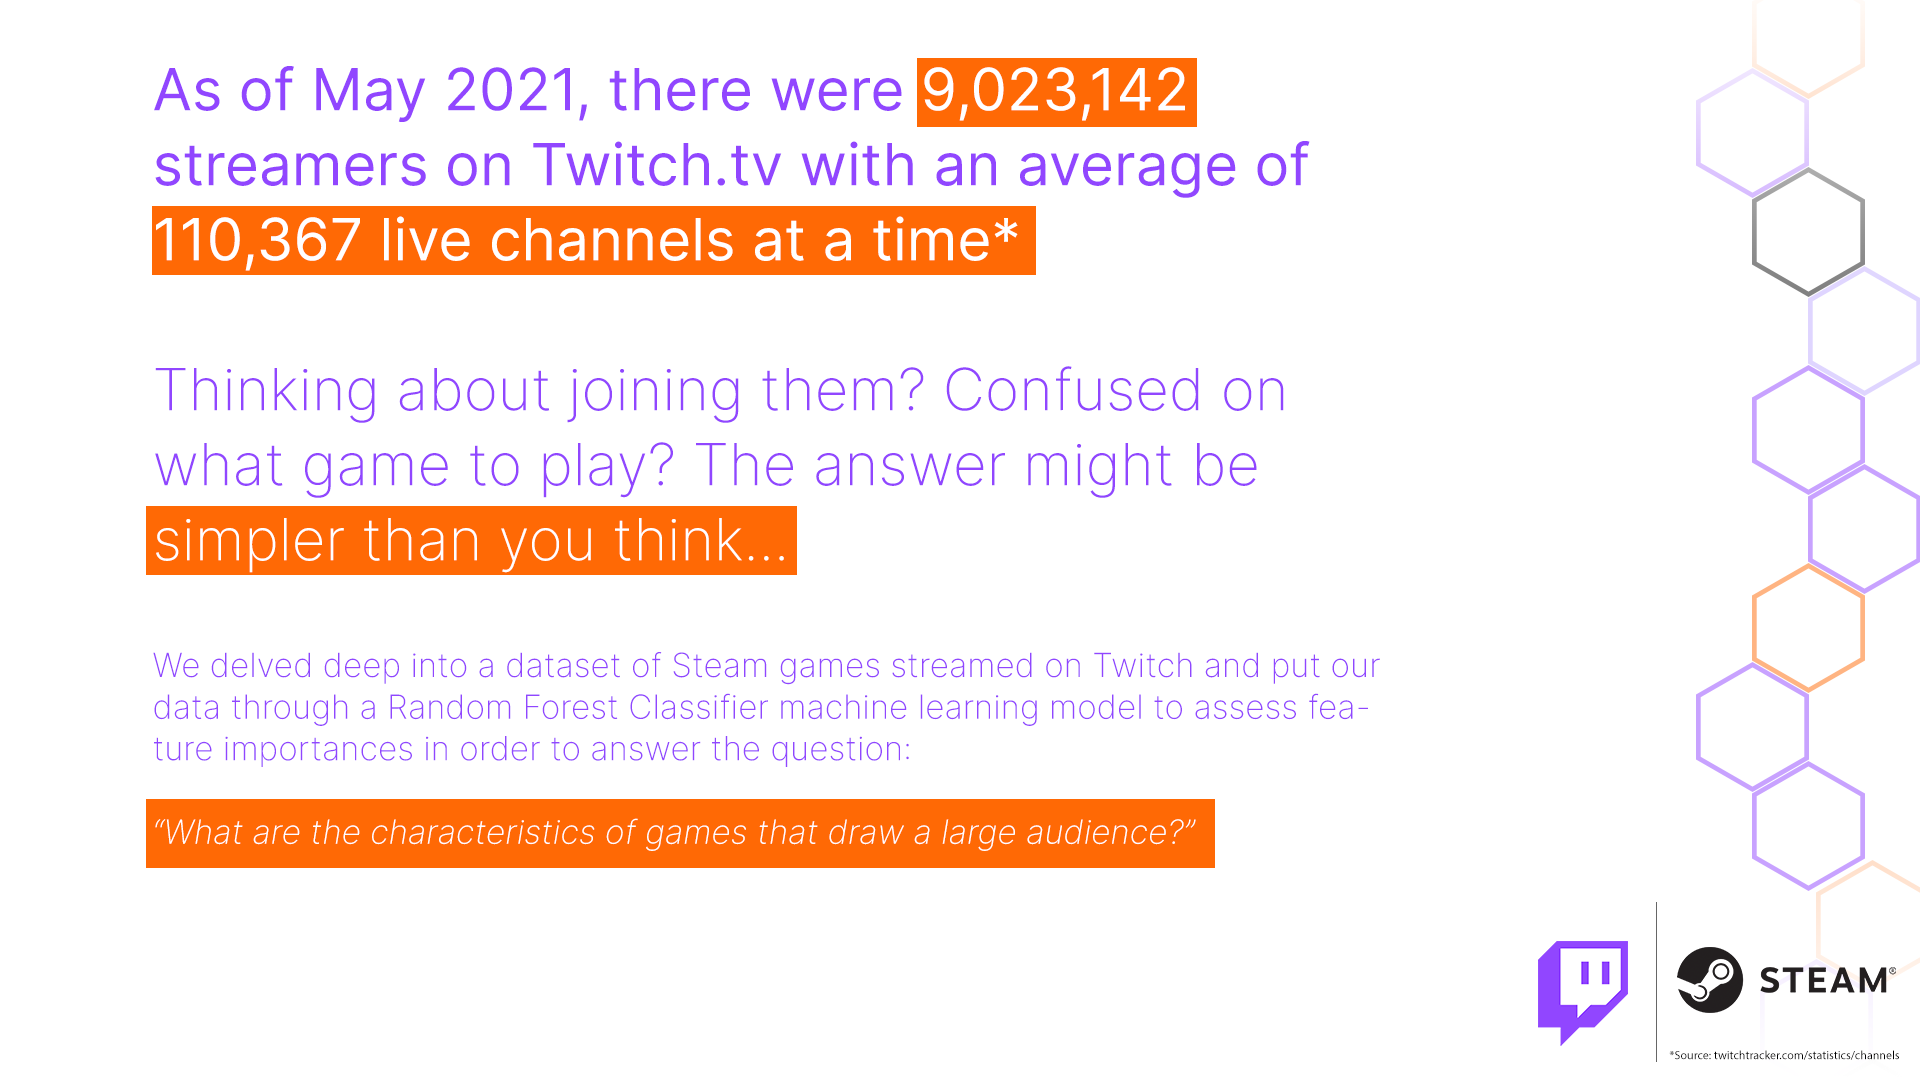 As of May 2021, there were 9,023,142
streamers on Twitch.tv with an average of
110,367 live channels at a time*
Thinking about joining them? Confused on
what game to play? The answer might be
simpler than you think...
We delved deep into a dataset of Steam games streamed on Twitch and put our
data through a Random Forest Classifier machine learning model to assess fea-
ture importances in order to answer the question:
“What are the characteristics of games that draw a large audience?”
STEAM®
*Source: twitchtracker.com/statistics/channels